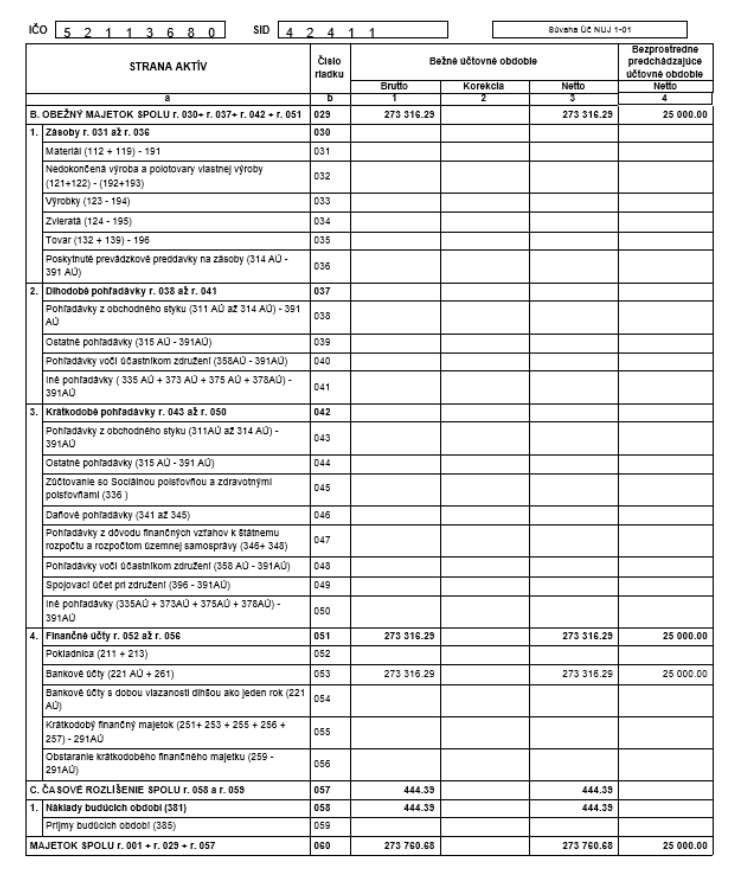 IČO 5 2 1 1 3 6 8 0 SID 4 2 4 1 1 Súvaha Úč NUJ 1-01
STRANA AKTÍV Číslo riadku Bežné účtovné obdobie Bezprostredne predchádzajúce účtovné obdobie
Brutto Korekcia Netto Netto
a b 1 2 3 4
B. OBEŽNÝ MAJETOK SPOLU r. 030+ r. 037+ r. 042 + r. 051 029 273 316.29 273 316.29 25 000.00
1. Zásoby r. 031 až r. 036 030
Materiál (112 + 119) - 191 031
Nedokončená výroba a polotovary vlastnej výroby
(121+122) - (192+193) 032
Výrobky (123 - 194) 033
Zvieratá (124 - 195) 034
Tovar (132 + 139) - 196 035
Poskytnuté prevádzkové preddavky na zásoby (314 AÚ -
391 AÚ) 036
2. Dlhodobé pohľadávky r. 038 až r. 041 037
Pohľadávky z obchodného styku (311 AÚ až 314 AÚ) - 391
AÚ 038
Ostatné pohľadávky (315 AÚ - 391AÚ) 039
Pohľadávky voči účastníkom združení (358AÚ - 391AÚ) 040
Iné pohľadávky ( 335 AÚ + 373 AÚ + 375 AÚ + 378AÚ) -
391AÚ 041
3. Krátkodobé pohľadávky r. 043 až r. 050 042
Pohľadávky z obchodného styku (311AÚ až 314 AÚ) -
391AÚ 043
Ostatné pohľadávky (315 AÚ - 391 AÚ) 044
Zúčtovanie so Sociálnou poisťovňou a zdravotnými
poisťovňami (336 ) 045
Daňové pohľadávky (341 až 345) 046
Pohľadávky z dôvodu finančných vzťahov k štátnemu
rozpočtu a rozpočtom územnej samosprávy (346+ 348) 047
Pohľadávky voči účastníkom združení (358 AÚ - 391AÚ) 048
Spojovací účet pri združení (396 - 391AÚ) 049
Iné pohľadávky (335AÚ + 373AÚ + 375AÚ + 378AÚ) -
391AÚ 050
4. Finančné účty r. 052 až r. 056 051 273 316.29 273 316.29 25 000.00
Pokladnica (211 + 213) 052
Bankové účty (221 AÚ + 261) 053 273 316.29 273 316.29 25 000.00
Bankové účty s dobou viazanosti dlhšou ako jeden rok (221
AÚ) 054
Krátkodobý finančný majetok (251+ 253 + 255 + 256 +
257) - 291AÚ 055
Obstaranie krátkodobého finančného majetku (259 -
291AÚ) 056
C. ČASOVÉ ROZLÍŠENIE SPOLU r. 058 a r. 059 057 444.39 444.39
1. Náklady budúcich období (381) 058 444.39 444.39
Príjmy budúcich období (385) 059
MAJETOK SPOLU r. 001 + r. 029 + r. 057 060 273 760.68 273 760.68 25 000.00